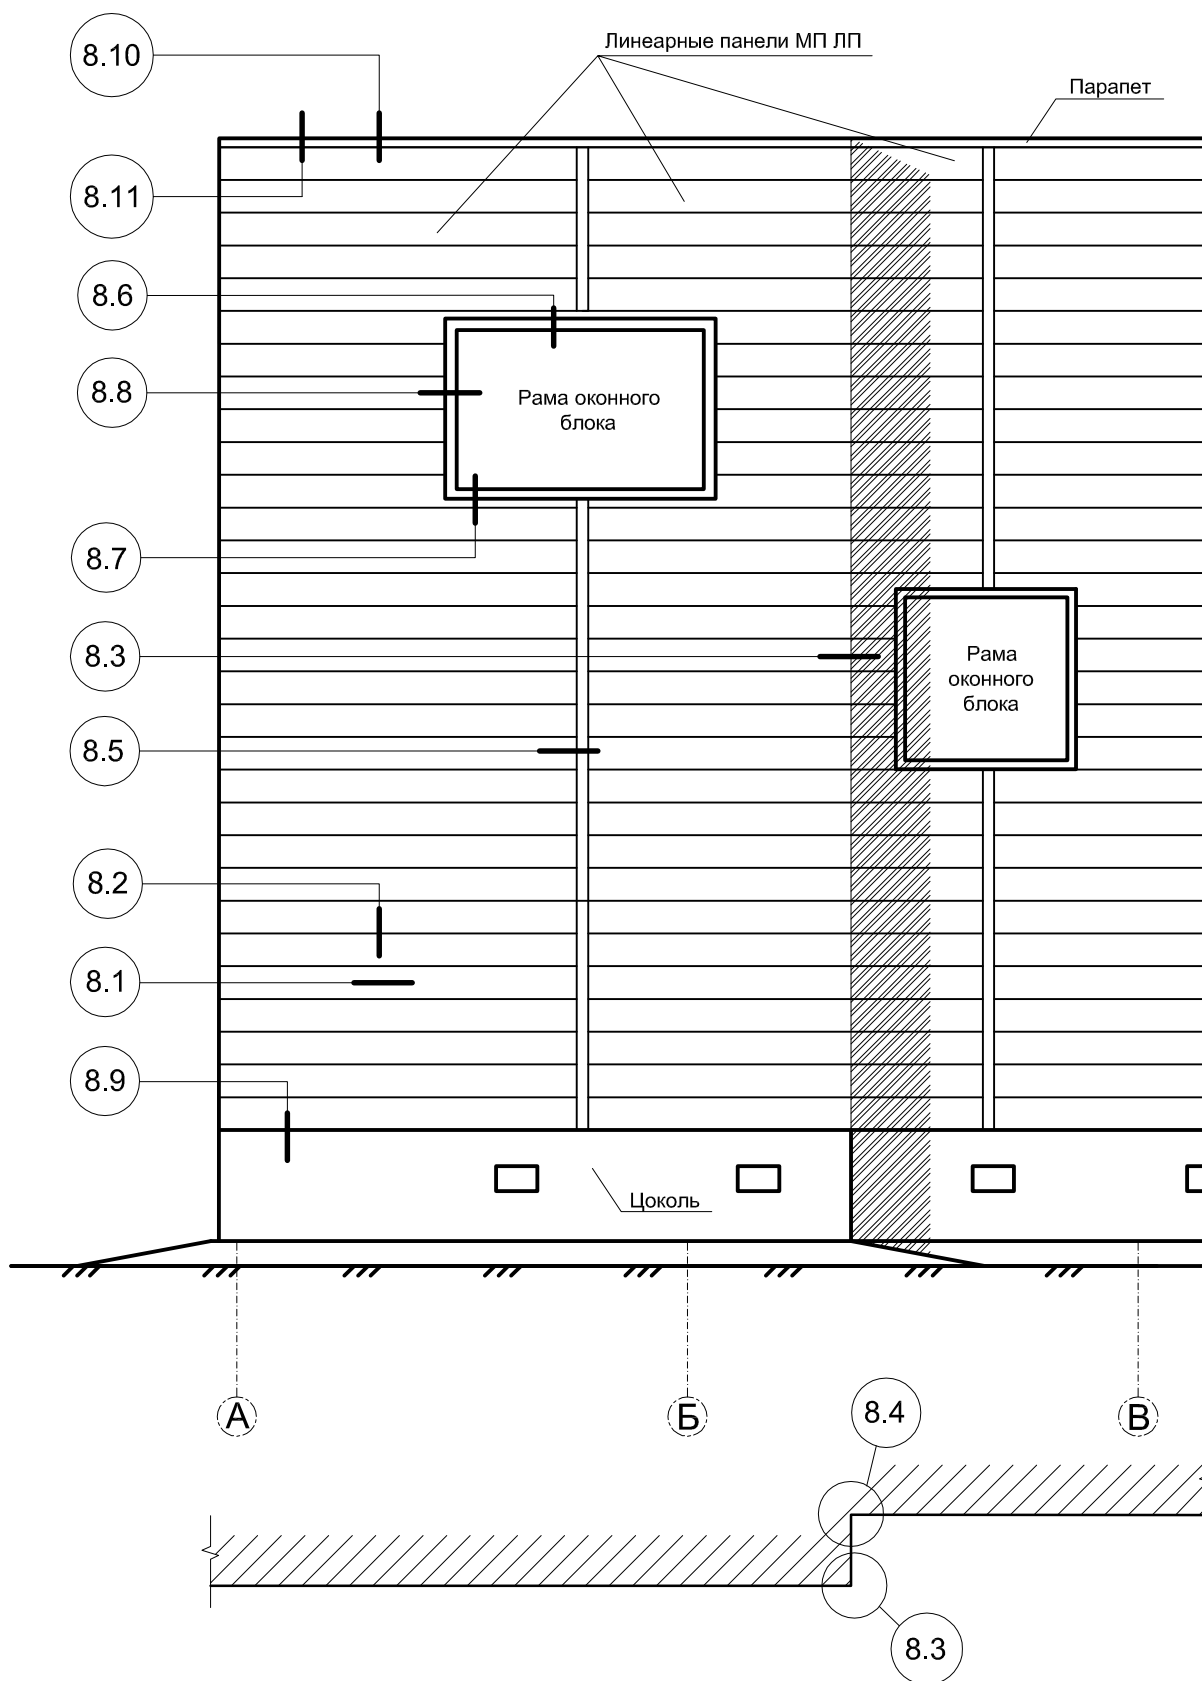 8.10
Линеарные панели МП ЛП
Парапет
8.11
8.6
8.8
Рама оконного
блока
8.7
8.3
Рама
оконного
блока
8.5
8.2
8.1
8.9
Цоколь
А
Б
В
8.4
8.3